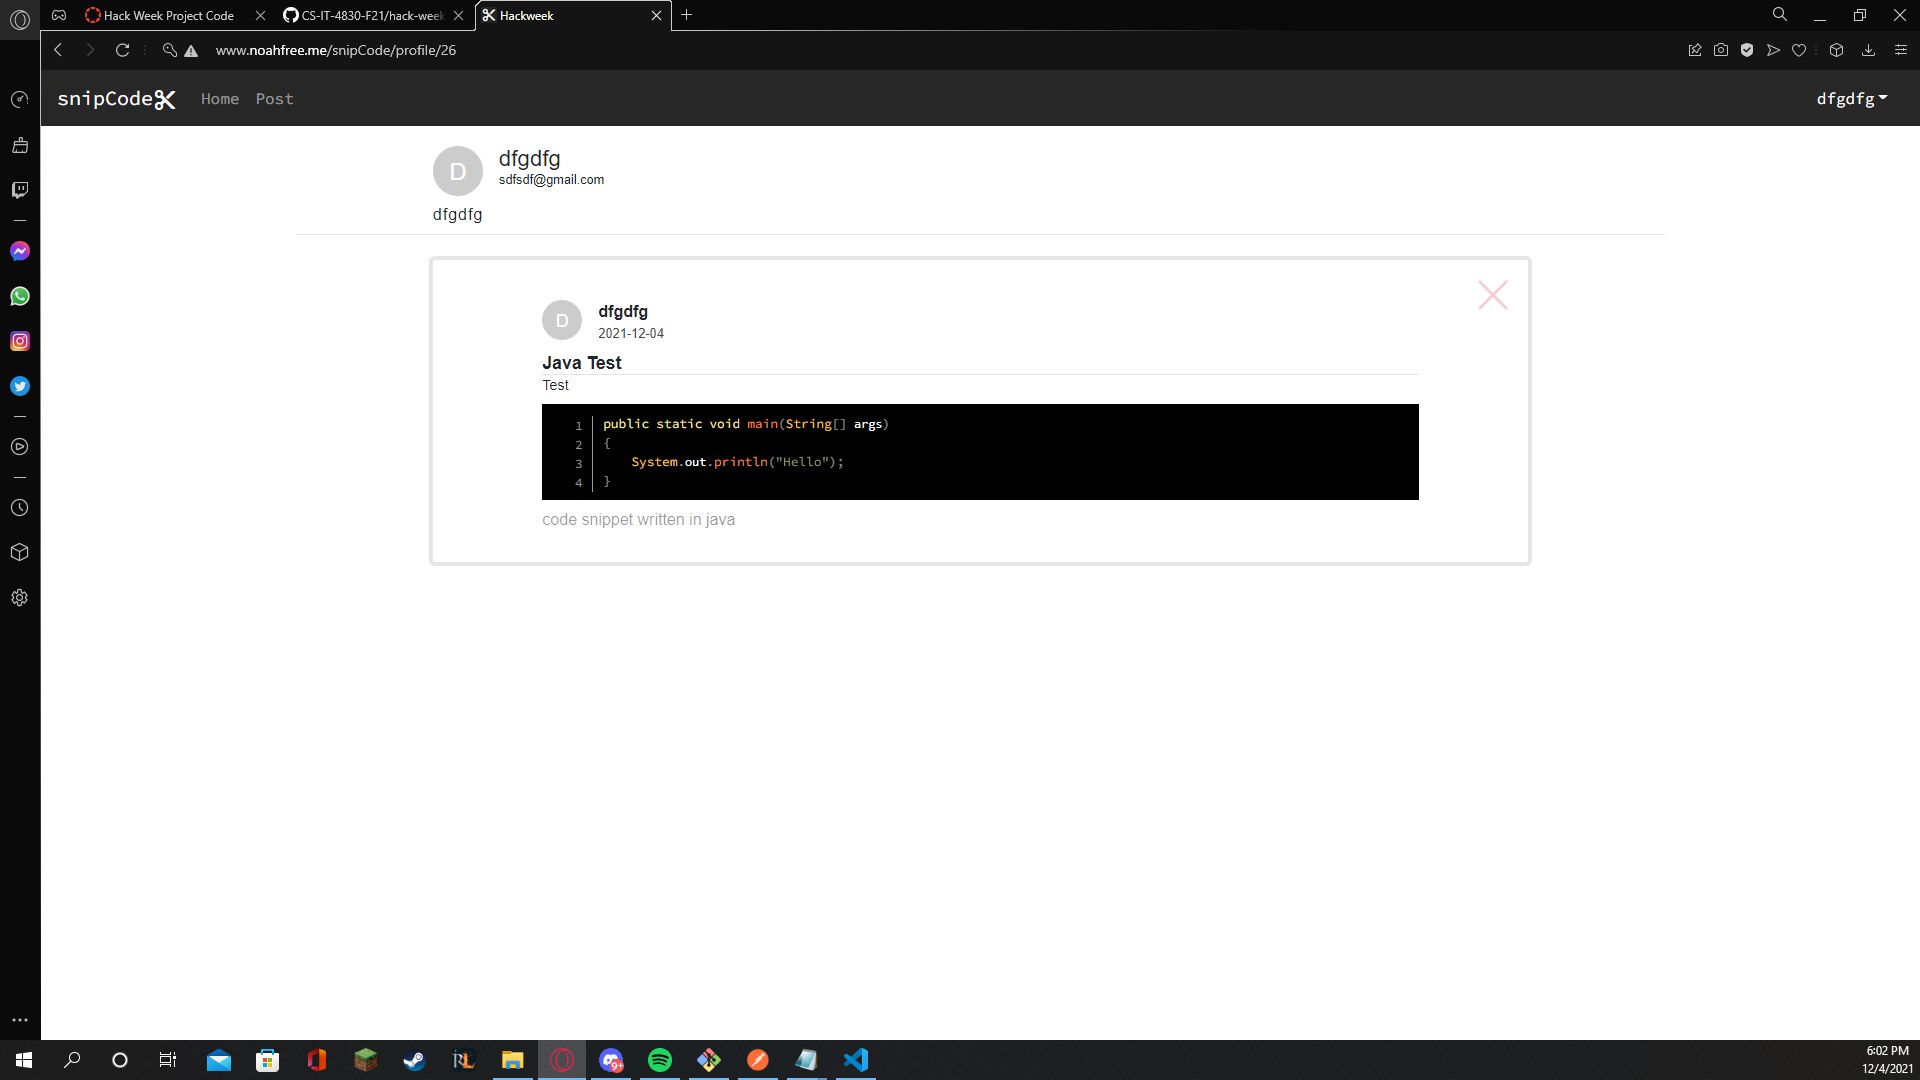 Hack Week Project Code
CS-IT-4830-F21/hack-week
Hackweek
www.noahfree.me/snipCode/profile/26
snipCode
Home
Post
dfgdfg
D
dfgdfg
sdfsdf@gmail.com
dfgdfg
D
dfgdfg
2021-12-04
Java Test
Test
1 public static void main(String[] args)
2 {
3 System.out.println("Hello");
4 }
code snippet written in java
RL
9+
6:02 PM
12/4/2021